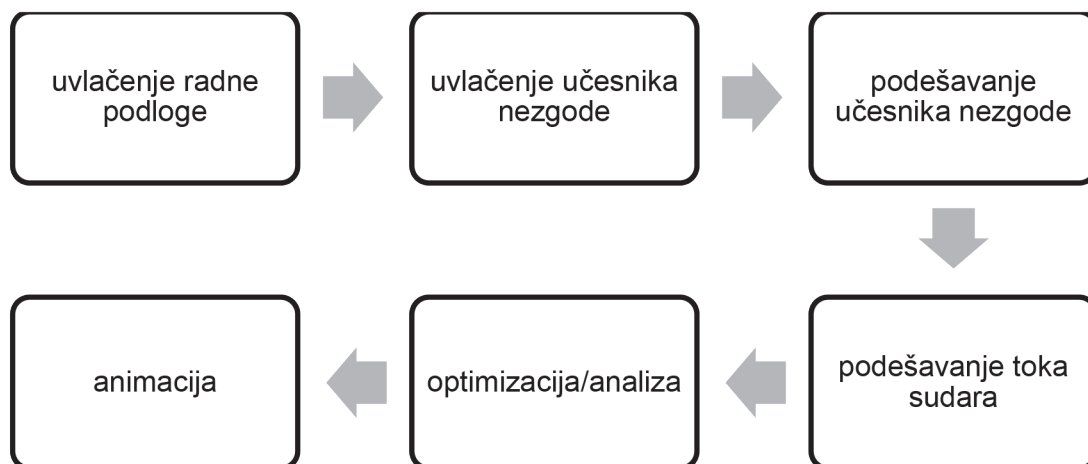 uvlačenje radne
podloge
uvlačenje učesnika
nezgode
podešavanje
učesnika nezgode
podešavanje toka
sudara
optimizacija/analiza
animacija